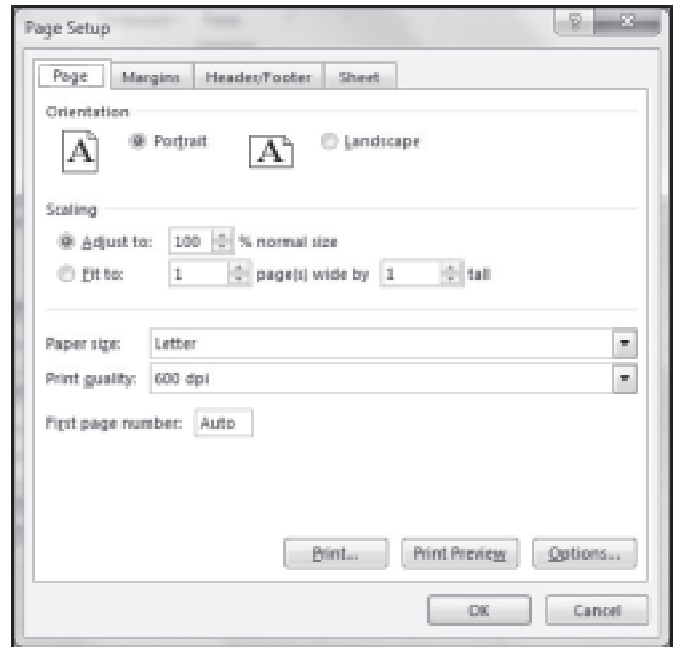 Page Setup
Page Margins Header/Footer Sheet
Orientation
A Portrait A Landscape
Scaling
Adjust to: 100 % normal size
Fit to: 1 page(s) wide by 1 tall
Paper size: Letter
Print quality: 600 dpi
First page number: Auto
Print... Print Preview Options...
OK Cancel